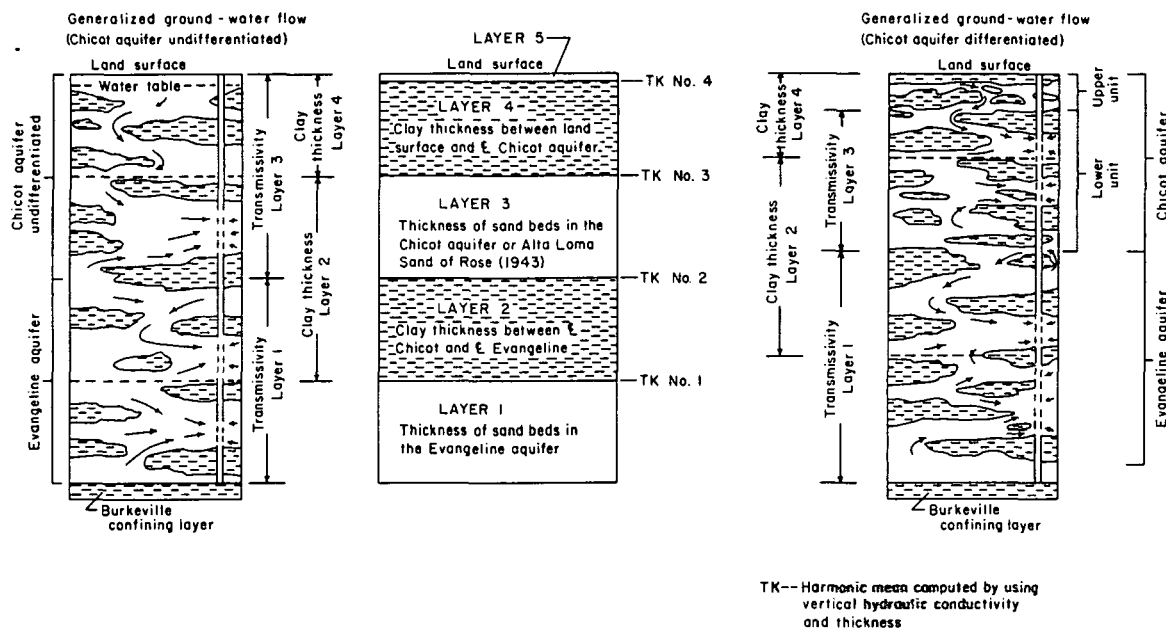 Generalized ground-water flow
(Chicot aquifer undifferentiated)
Land surface
Water table
Chicot aquifer
undifferentiated
Evangeline aquifer
Transmissivity
Layer 3
Transmissivity
Layer 1
Clay
thickness
Layer 4
Clay thickness
Layer 2
Burkeville
confining layer
LAYER 5
Land surface
TK No. 4
LAYER 4
Clay thickness between land
surface and ℄ Chicot aquifer
TK No. 3
LAYER 3
Thickness of sand beds in the
Chicot aquifer or Alta Loma
Sand of Rose (1943)
TK No. 2
LAYER 2
Clay thickness between ℄
Chicot and ℄ Evangeline
TK No. 1
LAYER 1
Thickness of sand beds in
the Evangeline aquifer
Generalized ground-water flow
(Chicot aquifer differentiated)
Land surface
Clay
thickness
Layer 4
Clay thickness
Layer 2
Transmissivity
Layer 3
Transmissivity
Layer 1
Upper
unit
Lower
unit
Chicot aquifer
Evangeline aquifer
Burkeville
confining layer
TK--Harmonic mean computed by using
vertical hydraulic conductivity
and thickness